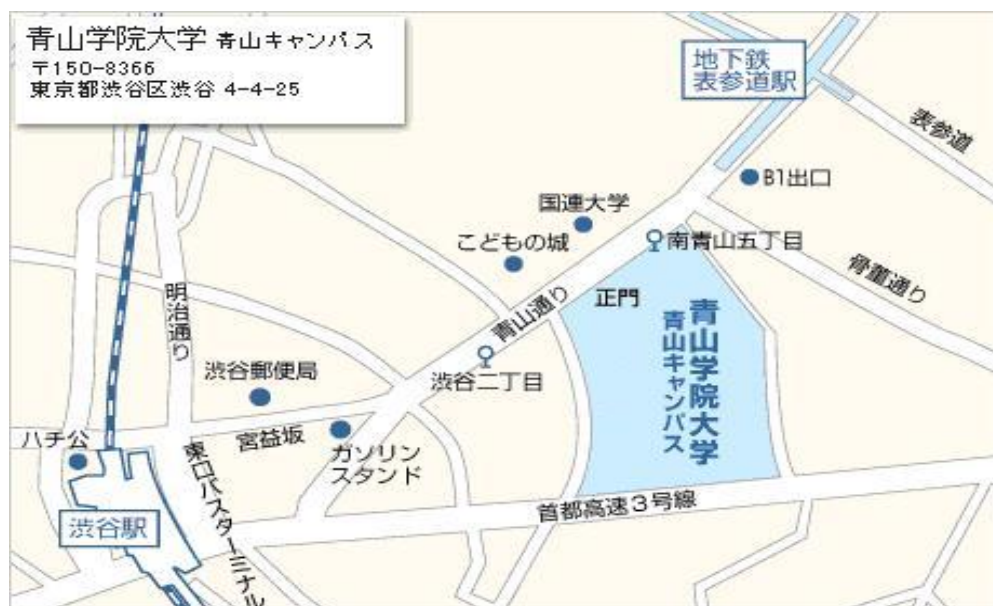 青山学院大学 青山キャンパス
〒150-8366
東京都渋谷区渋谷 4-4-25
地下鉄
表参道駅
表参道
B1出口
国連大学
こどもの城
南青山五丁目
骨董通り
正門
青山通り
青山学院大学
青山キャンパス
明治通り
渋谷二丁目
渋谷郵便局
宮益坂
ガソリン
スタンド
ハチ公
東口バスターミナル
首都高速3号線
渋谷駅